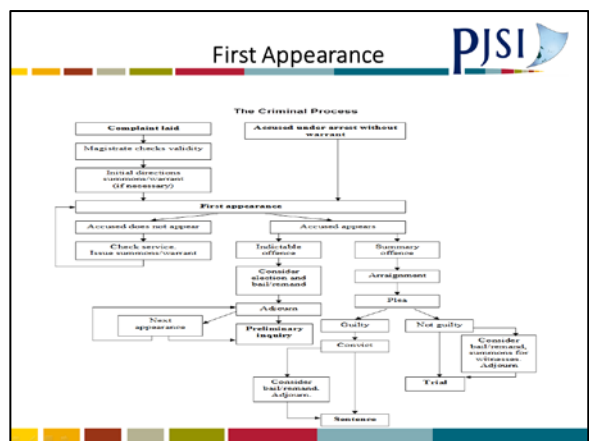 First Appearance
PJSI
The Criminal Process
Complaint laid
Accused under arrest without
warrant
Magistrate checks validity
Initial directions
summons/warrant
(if necessary)
First appearance
Accused does not appear
Accused appears
Check service.
Issue summons/warrant
Indictable
offence
Summary
offence
Consider
election and
bail/remand
Arraignment
Adjourn
Plea
Next
appearance
Preliminary
inquiry
Guilty
Not guilty
Convict
Consider
bail/remand,
summons for
witnesses.
Adjourn
Consider
bail/remand.
Adjourn.
Trial
Sentence